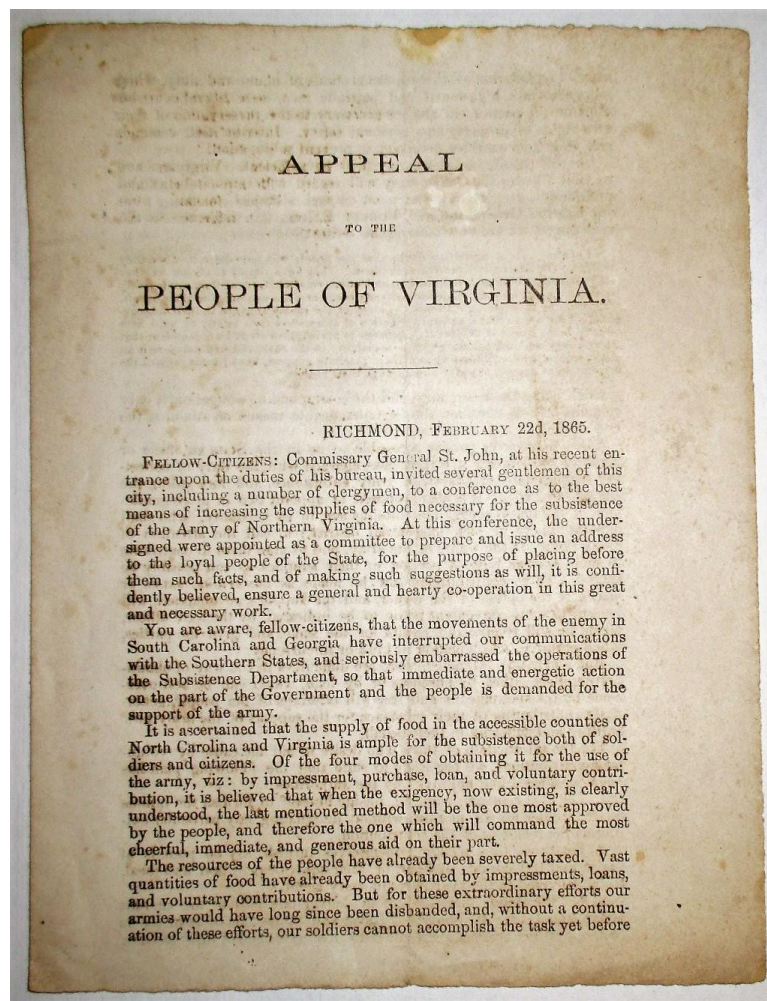 APPEAL
TO THE
PEOPLE OF VIRGINIA.
RICHMOND, FEBRUARY 22d, 1865.
FELLOW-CITIZENS: Commissary General St. John, at his recent en-
trance upon the duties of his bureau, invited several gentlemen of this
city, including a number of clergymen, to a conference as to the best
means of increasing the supplies of food necessary for the subsistence
of the Army of Northern Virginia. At this conference, the under-
signed were appointed as a committee to prepare and issue an address
to the loyal people of the State, for the purpose of placing before
them such facts, and of making such suggestions as will, it is confi-
dently believed, ensure a general and hearty co-operation in this great
and necessary work.
You are aware, fellow-citizens, that the movements of the enemy in
South Carolina and Georgia have interrupted our communications
with the Southern States, and seriously embarrassed the operations of
the Subsistence Department, so that immediate and energetic action
on the part of the Government and the people is demanded for the
support of the army.
It is ascertained that the supply of food in the accessible counties of
North Carolina and Virginia is ample for the subsistence both of sol-
diers and citizens. Of the four modes of obtaining it for the use of
the army, viz: by impressment, purchase, loan, and voluntary contri-
bution, it is believed that when the exigency, now existing, is clearly
understood, the last mentioned method will be the one most approved
by the people, and therefore the one which will command the most
cheerful, immediate, and generous aid on their part.
The resources of the people have already been severely taxed. Vast
quantities of food have already been obtained by impressments, loans,
and voluntary contributions. But for these extraordinary efforts our
armies would have long since been disbanded, and, without a continu-
ation of these efforts, our soldiers cannot accomplish the task yet before